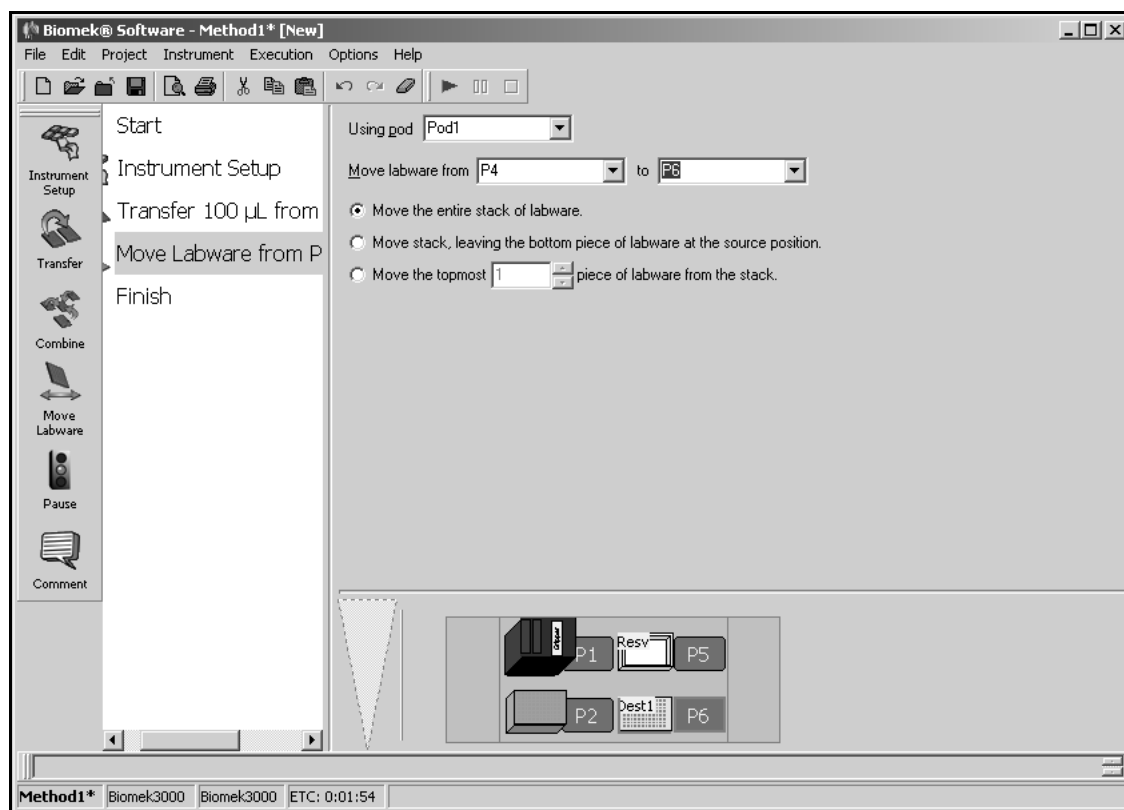 Biomek® Software - Method1* [New]
File Edit Project Instrument Execution Options Help
Instrument
Setup
Transfer
Combine
Move
Labware
Pause
Comment
Start
Instrument Setup
Transfer 100 µL from
Move Labware from P
Finish
Using pod Pod1
Move labware from P4 to P6
Move the entire stack of labware.
Move stack, leaving the bottom piece of labware at the source position.
Move the topmost 1 piece of labware from the stack.
Gripper P1 Resv P5
P2 Dest1 P6
Method1* Biomek3000 Biomek3000 ETC: 0:01:54